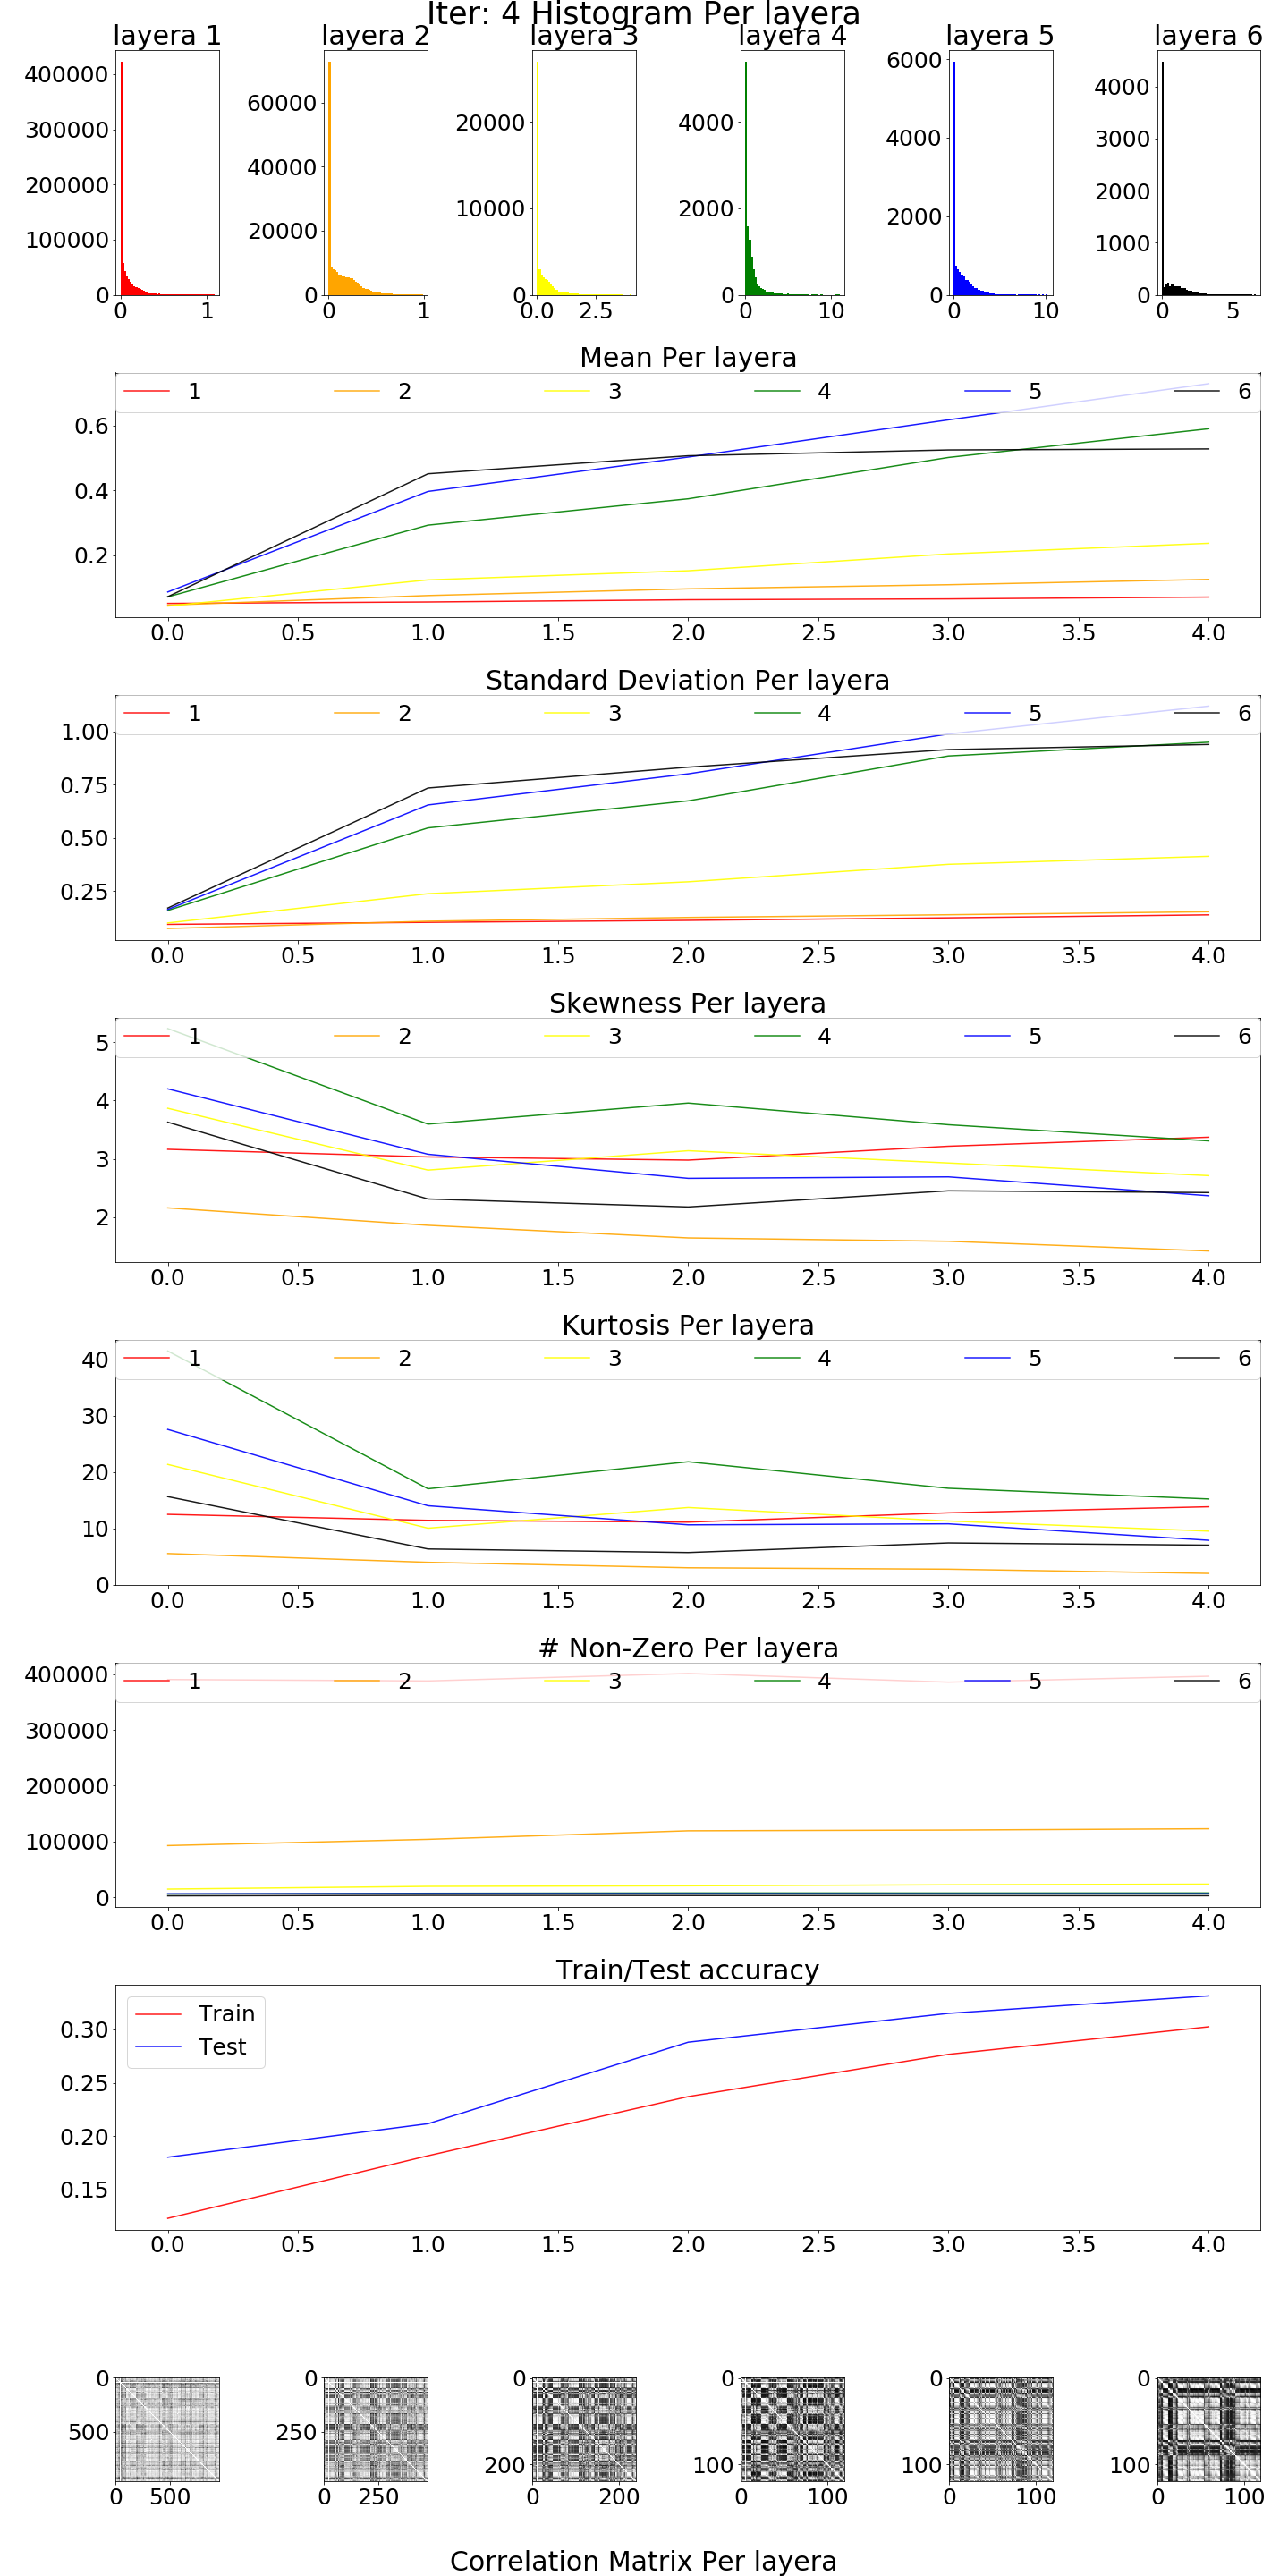 Iter: 4 Histogram Per layera
layera 1 layera 2 layera 3 layera 4 layera 5 layera 6
400000 300000 200000 100000 0
0 1
60000 40000 20000 0
0 1
20000 10000 0
0.0 2.5
4000 2000 0
0 10
6000 4000 2000 0
0 10
4000 3000 2000 1000 0
0 5
Mean Per layera
1 2 3 4 5 6
0.6
0.4
0.2
0.0 0.5 1.0 1.5 2.0 2.5 3.0 3.5 4.0
Standard Deviation Per layera
1 2 3 4 5 6
1.00
0.75
0.50
0.25
0.0 0.5 1.0 1.5 2.0 2.5 3.0 3.5 4.0
Skewness Per layera
1 2 3 4 5 6
5
4
3
2
0.0 0.5 1.0 1.5 2.0 2.5 3.0 3.5 4.0
Kurtosis Per layera
1 2 3 4 5 6
40
30
20
10
0
0.0 0.5 1.0 1.5 2.0 2.5 3.0 3.5 4.0
# Non-Zero Per layera
1 2 3 4 5 6
400000
300000
200000
100000
0
0.0 0.5 1.0 1.5 2.0 2.5 3.0 3.5 4.0
Train/Test accuracy
Train
Test
0.30
0.25
0.20
0.15
0.0 0.5 1.0 1.5 2.0 2.5 3.0 3.5 4.0
0 500
0 500
0 250
0 250
0 200
0 200
0 100
0 100
0 100
0 100
0 100
0 100
Correlation Matrix Per layera